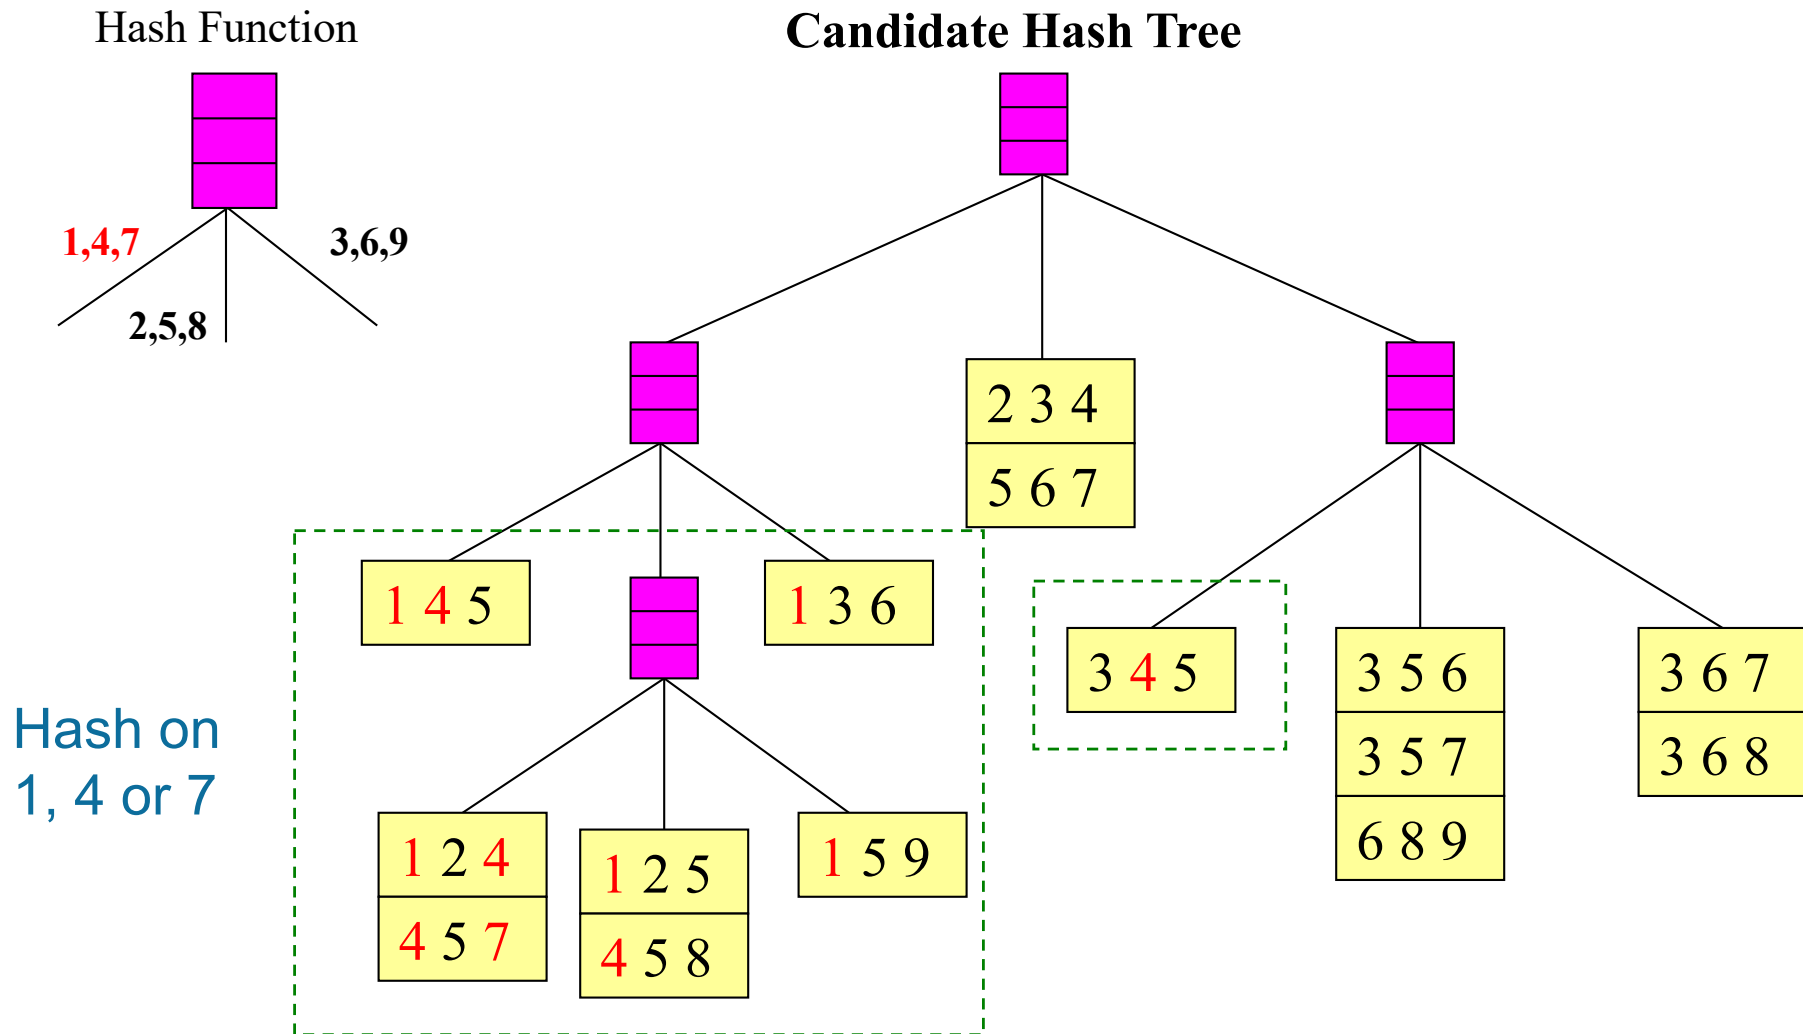 Hash Function
Candidate Hash Tree
1,4,7
3,6,9
2,5,8
2 3 4
5 6 7
1 4 5
1 3 6
3 4 5
3 5 6
3 6 7
3 5 7
3 6 8
6 8 9
Hash on
1, 4 or 7
1 2 4
1 2 5
1 5 9
4 5 7
4 5 8